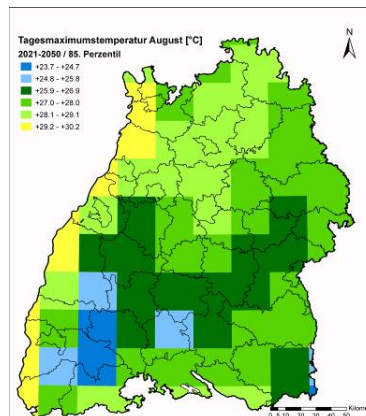 Tagesmaximumstemperatur August [°C]
2021-2050 / 85. Perzentil
+23.7 - +24.7
+24.8 - +25.8
+25.9 - +26.9
+27.0 - +28.0
+28.1 - +29.1
+29.2 - +30.2
N